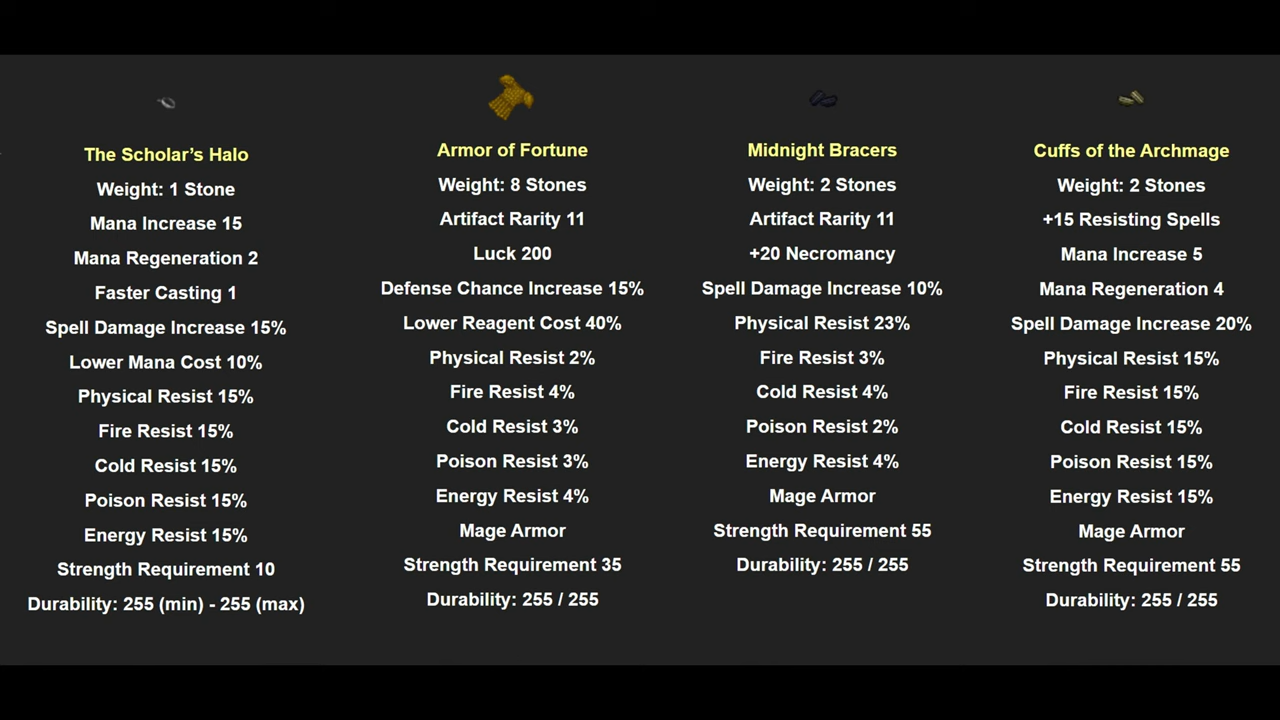 The Scholar’s Halo
Weight: 1 Stone
Mana Increase 15
Mana Regeneration 2
Faster Casting 1
Spell Damage Increase 15%
Lower Mana Cost 10%
Physical Resist 15%
Fire Resist 15%
Cold Resist 15%
Poison Resist 15%
Energy Resist 15%
Strength Requirement 10
Durability: 255 (min) - 255 (max)
Armor of Fortune
Weight: 8 Stones
Artifact Rarity 11
Luck 200
Defense Chance Increase 15%
Lower Reagent Cost 40%
Physical Resist 2%
Fire Resist 4%
Cold Resist 3%
Poison Resist 3%
Energy Resist 4%
Mage Armor
Strength Requirement 35
Durability: 255 / 255
Midnight Bracers
Weight: 2 Stones
Artifact Rarity 11
+20 Necromancy
Spell Damage Increase 10%
Physical Resist 23%
Fire Resist 3%
Cold Resist 4%
Poison Resist 2%
Energy Resist 4%
Mage Armor
Strength Requirement 55
Durability: 255 / 255
Cuffs of the Archmage
Weight: 2 Stones
+15 Resisting Spells
Mana Increase 5
Mana Regeneration 4
Spell Damage Increase 20%
Physical Resist 15%
Fire Resist 15%
Cold Resist 15%
Poison Resist 15%
Energy Resist 15%
Mage Armor
Strength Requirement 55
Durability: 255 / 255